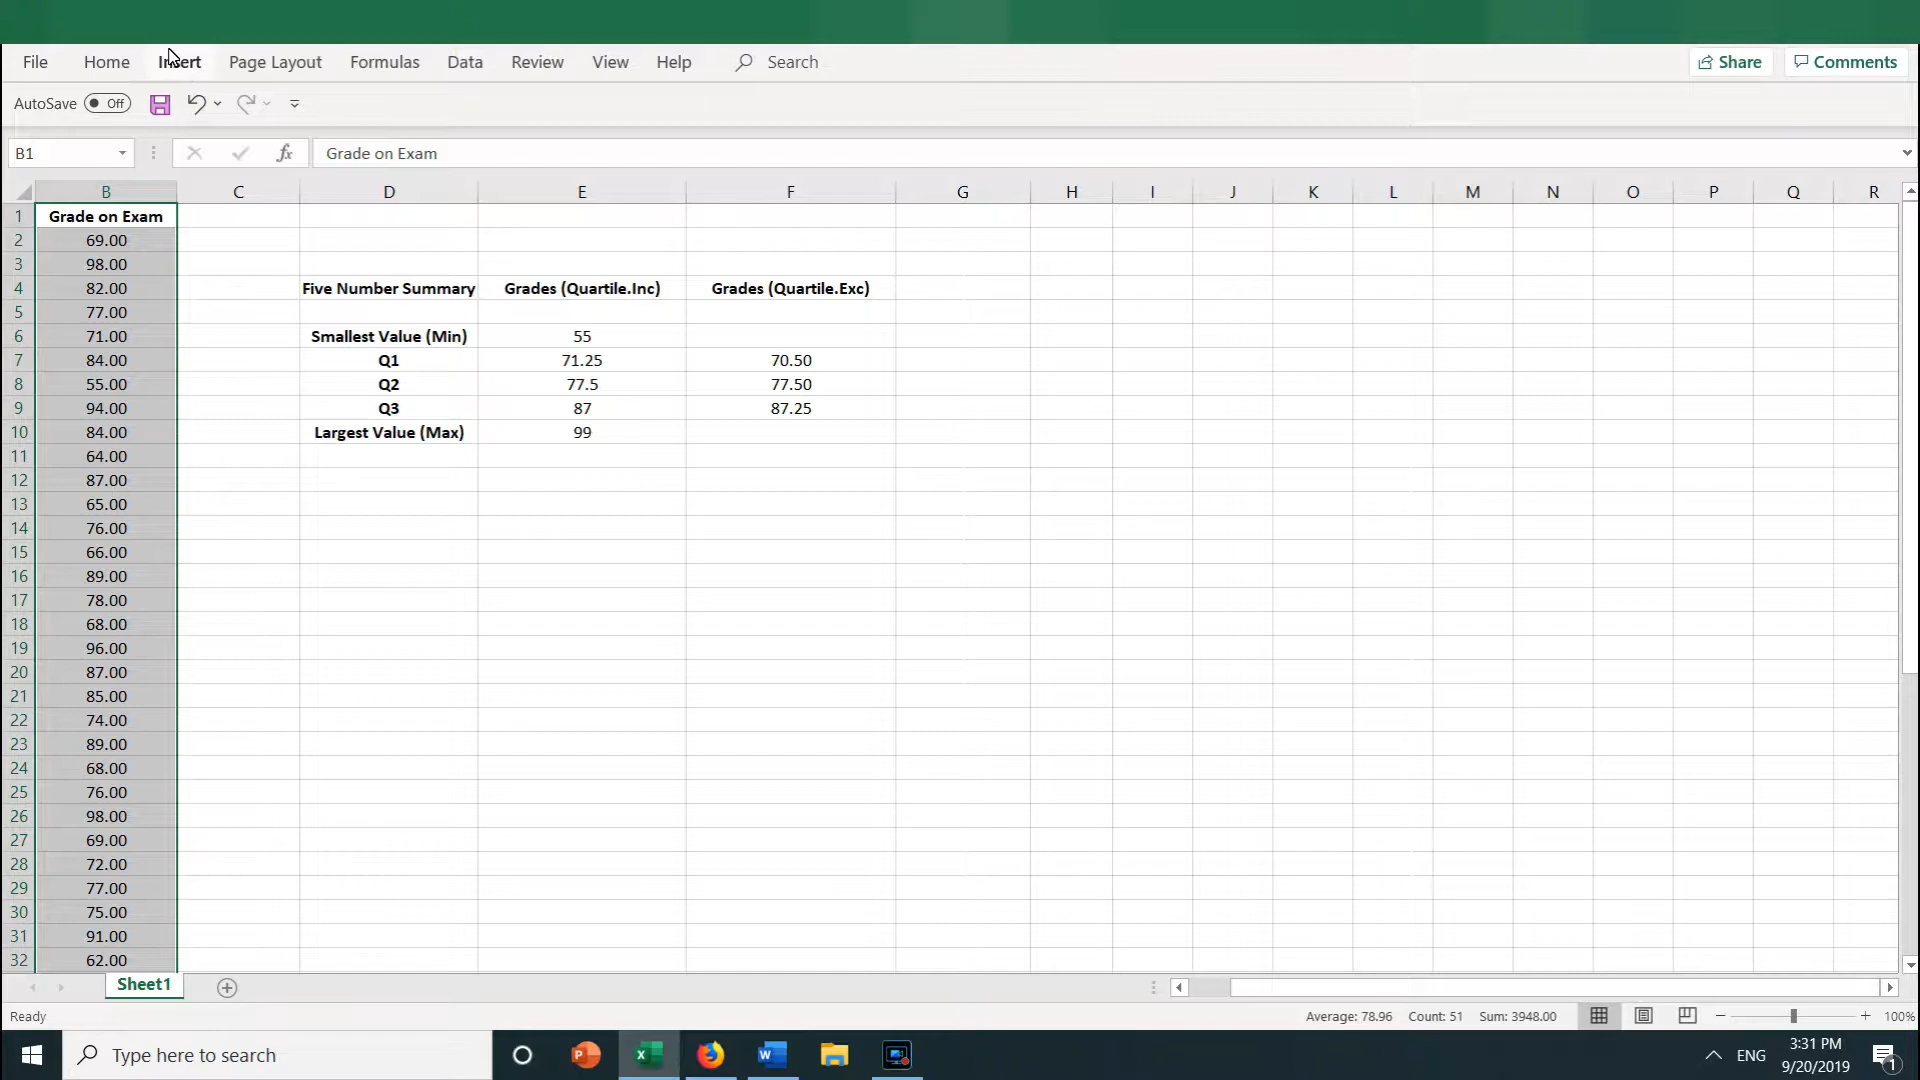 File Home Insert Page Layout Formulas Data Review View Help Search Share Comments
AutoSave Off
B1 fx Grade on Exam
B C D E F G H I J K L M N O P Q R
1 Grade on Exam
2 69.00
3 98.00
4 82.00 Five Number Summary Grades (Quartile.Inc) Grades (Quartile.Exc)
5 77.00
6 71.00 Smallest Value (Min) 55
7 84.00 Q1 71.25 70.50
8 55.00 Q2 77.5 77.50
9 94.00 Q3 87 87.25
10 84.00 Largest Value (Max) 99
11 64.00
12 87.00
13 65.00
14 76.00
15 66.00
16 89.00
17 78.00
18 68.00
19 96.00
20 87.00
21 85.00
22 74.00
23 89.00
24 68.00
25 76.00
26 98.00
27 69.00
28 72.00
29 77.00
30 75.00
31 91.00
32 62.00
Sheet1
Ready Average: 78.96 Count: 51 Sum: 3948.00 100%
Type here to search P X W ENG 3:31 PM
9/20/2019 1